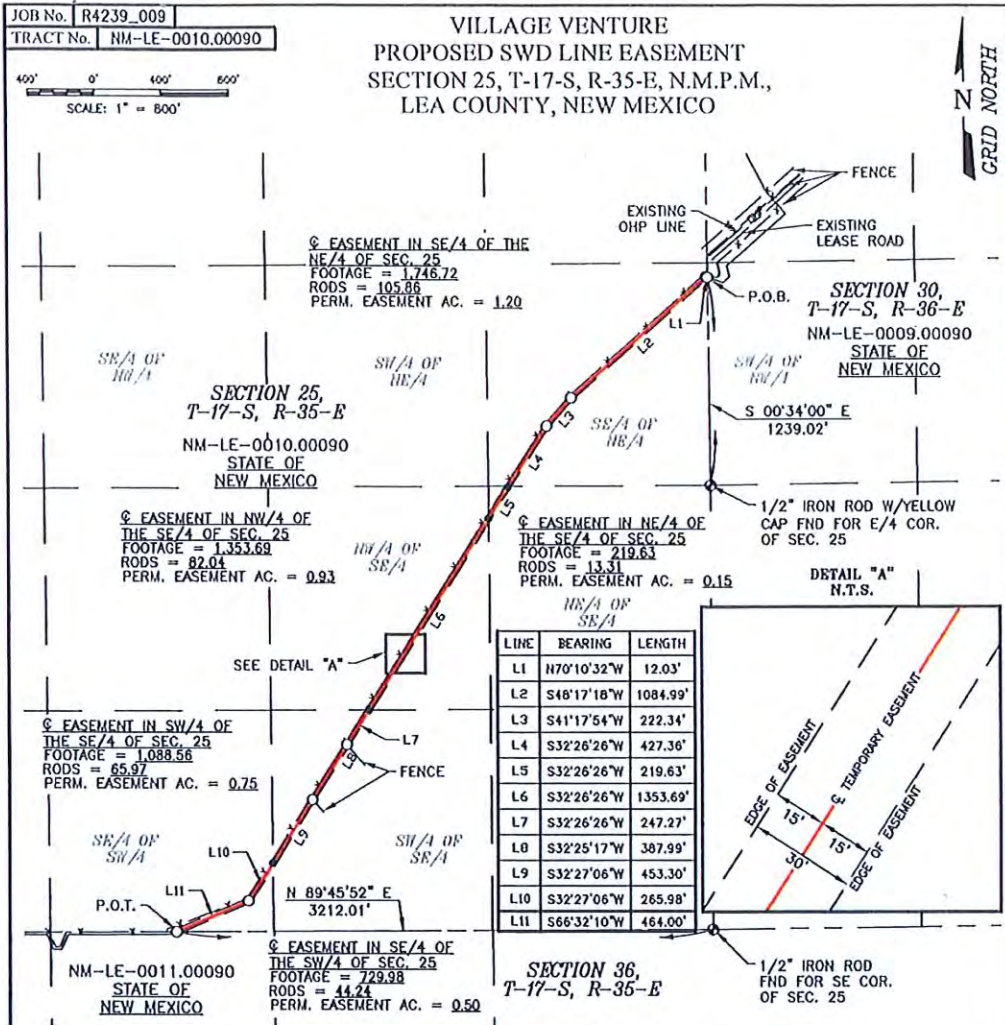 JOB No. R4239_009
TRACT No. NM-LE-0010.00090
VILLAGE VENTURE
PROPOSED SWD LINE EASEMENT
SECTION 25, T-17-S, R-35-E, N.M.P.M.,
LEA COUNTY, NEW MEXICO
400' 0' 400' 800'
SCALE: 1" = 800'
N
GRID NORTH
FENCE
EXISTING
OHP LINE
EXISTING
LEASE ROAD
℄ EASEMENT IN SE/4 OF THE
NE/4 OF SEC. 25
FOOTAGE = 1,746.72
RODS = 105.86
PERM. EASEMENT AC. = 1.20
P.O.B.
L1
SECTION 30,
T-17-S, R-36-E
NM-LE-0009.00090
STATE OF
NEW MEXICO
L2
SE/4 OF
NW/4
SW/4 OF
NE/4
SW/4 OF
NW/4
SECTION 25,
T-17-S, R-35-E
NM-LE-0010.00090
STATE OF
NEW MEXICO
L3
SE/4 OF
NE/4
S 00°34'00" E
1239.02'
L4
L5
1/2" IRON ROD W/YELLOW
CAP FND FOR E/4 COR.
OF SEC. 25
℄ EASEMENT IN NW/4 OF
THE SE/4 OF SEC. 25
FOOTAGE = 1,353.69
RODS = 82.04
PERM. EASEMENT AC. = 0.93
℄ EASEMENT IN NE/4 OF
THE SE/4 OF SEC. 25
FOOTAGE = 219.63
RODS = 13.31
PERM. EASEMENT AC. = 0.15
NW/4 OF
SE/4
NE/4 OF
SE/4
L6
SEE DETAIL "A"
DETAIL "A"
N.T.S.
EDGE OF EASEMENT
℄ TEMPORARY EASEMENT
EDGE OF EASEMENT
15'
15'
30'
LINE BEARING LENGTH
L1 N70°10'32"W 12.03'
L2 S48°17'18"W 1084.99'
L3 S41°17'54"W 222.34'
L4 S32°26'26"W 427.36'
L5 S32°26'26"W 219.63'
L6 S32°26'26"W 1353.69'
L7 S32°26'26"W 247.27'
L8 S32°25'17"W 387.99'
L9 S32°27'06"W 453.30'
L10 S32°27'06"W 265.98'
L11 S66°32'10"W 464.00'
℄ EASEMENT IN SW/4 OF
THE SE/4 OF SEC. 25
FOOTAGE = 1,088.56
RODS = 65.97
PERM. EASEMENT AC. = 0.75
L7
L8
FENCE
L9
SE/4 OF
SW/4
SW/4 OF
SE/4
L10
L11
P.O.T.
N 89°45'52" E
3212.01'
NM-LE-0011.00090
STATE OF
NEW MEXICO
℄ EASEMENT IN SE/4 OF
THE SW/4 OF SEC. 25
FOOTAGE = 729.98
RODS = 44.24
PERM. EASEMENT AC. = 0.50
SECTION 36,
T-17-S, R-35-E
1/2" IRON ROD
FND FOR SE COR.
OF SEC. 25